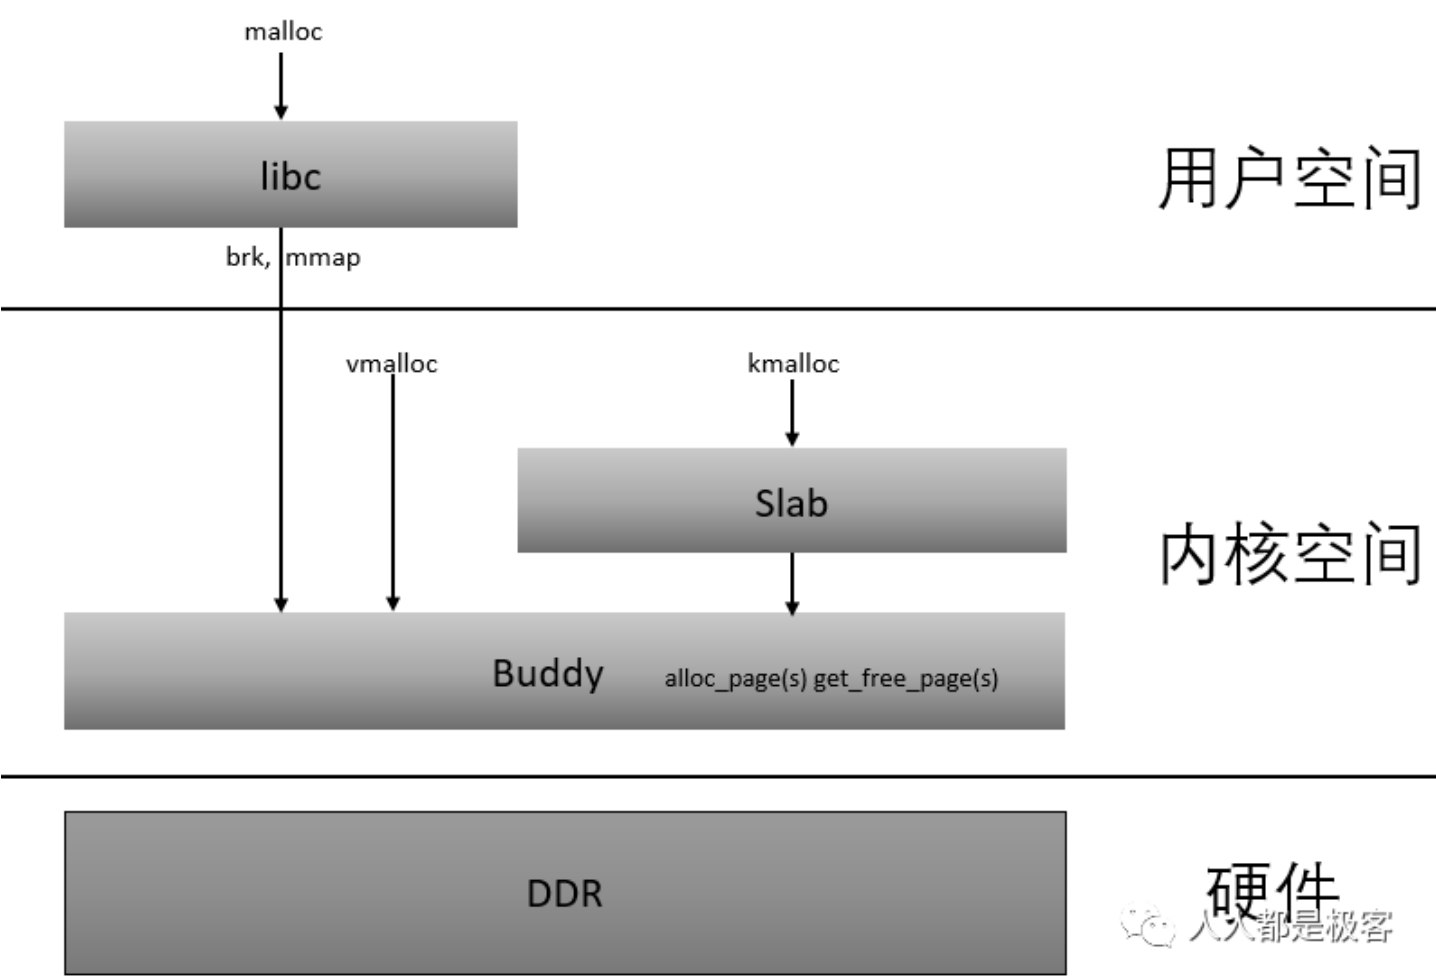 malloc
libc
用户空间
brk, mmap
vmalloc
kmalloc
Slab
内核空间
Buddy alloc_page(s) get_free_page(s)
DDR
硬件
人人都是极客